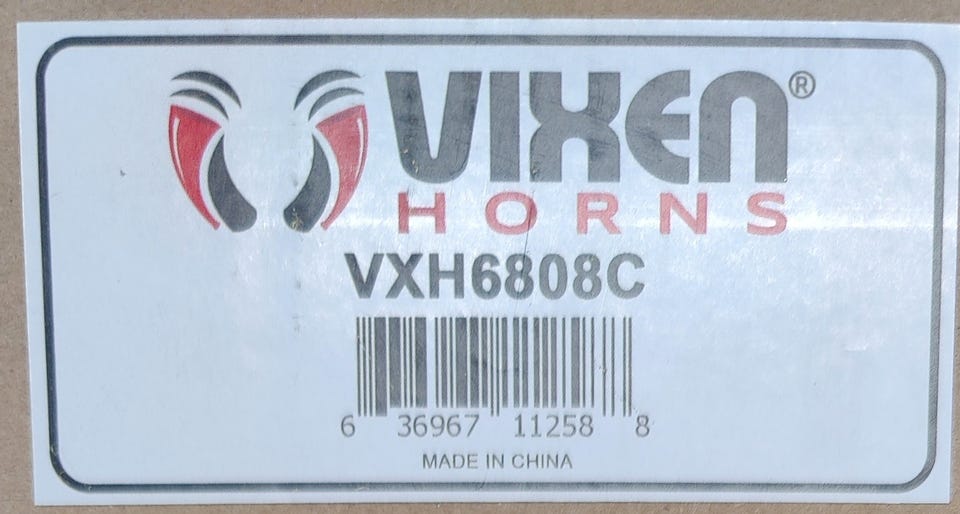 VIXEN®
HORNS
VXH6808C
6 36967 11258 8
MADE IN CHINA